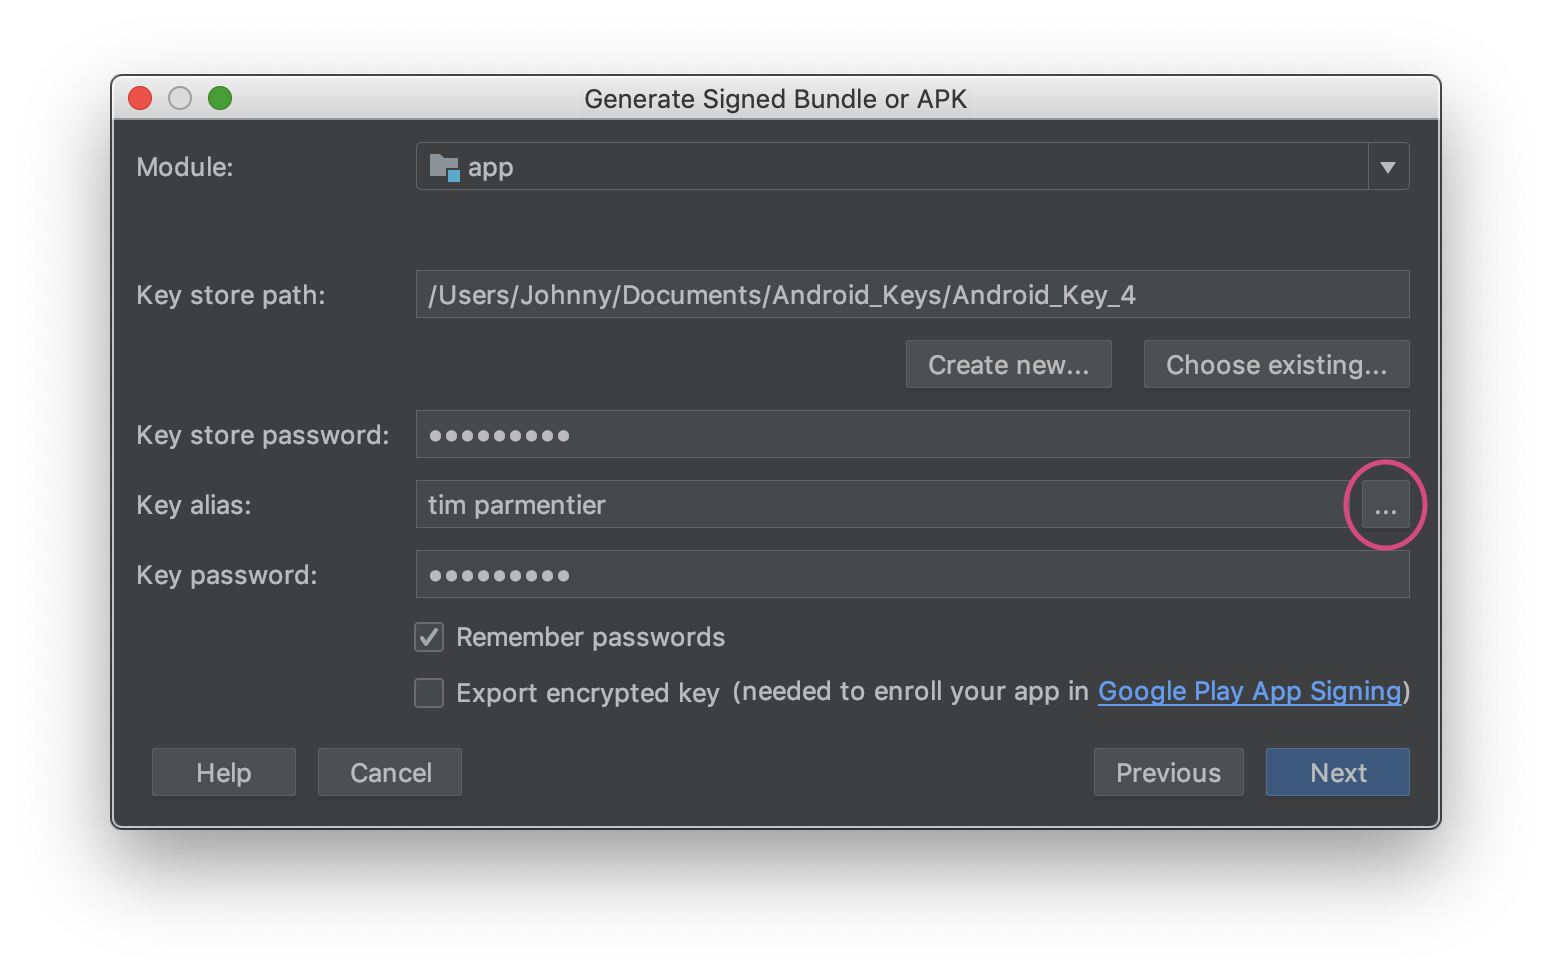 Generate Signed Bundle or APK
Module: app
Key store path: /Users/Johnny/Documents/Android_Keys/Android_Key_4
Create new... Choose existing...
Key store password: •••••••••
Key alias: tim parmentier ...
Key password: •••••••••
Remember passwords
Export encrypted key (needed to enroll your app in Google Play App Signing)
Help Cancel Previous Next